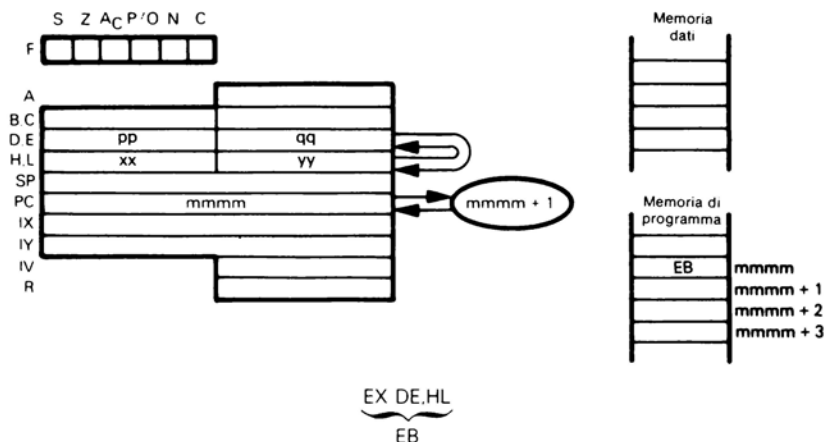 S Z AC P/O N C
F
A
B.C
D.E pp qq
H.L xx yy
SP
PC mmmm mmmm + 1
IX
IY
IV
R
Memoria
dati
Memoria di
programma
EB mmmm
mmmm + 1
mmmm + 2
mmmm + 3
EX DE,HL
EB